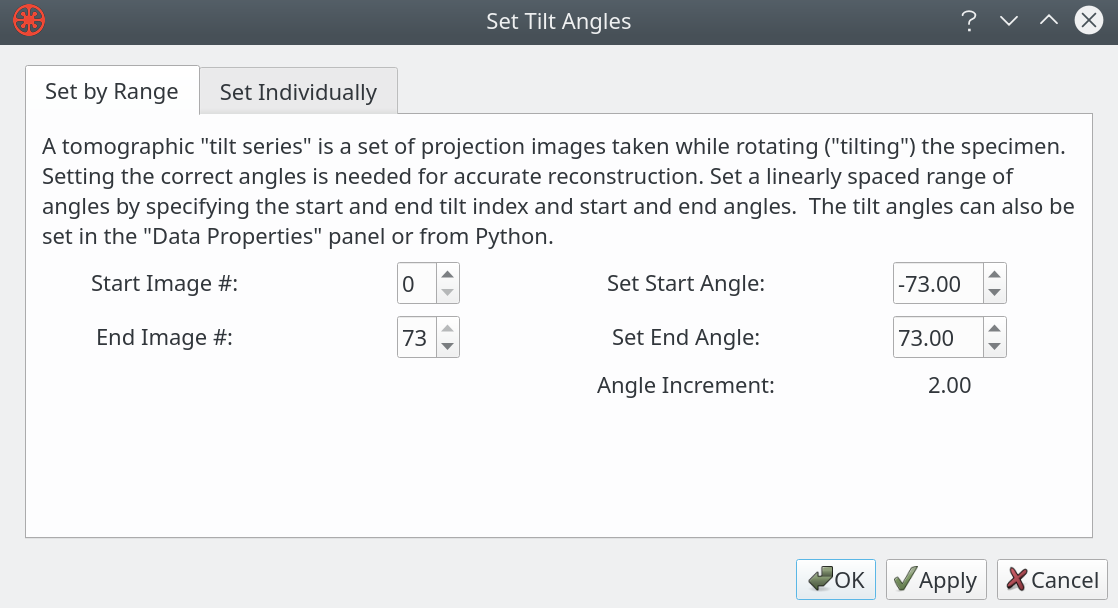 Set Tilt Angles
Set by Range
Set Individually
A tomographic "tilt series" is a set of projection images taken while rotating ("tilting") the specimen.
Setting the correct angles is needed for accurate reconstruction. Set a linearly spaced range of
angles by specifying the start and end tilt index and start and end angles.  The tilt angles can also be
set in the "Data Properties" panel or from Python.
Start Image #: 0 Set Start Angle: -73.00
End Image #: 73 Set End Angle: 73.00
Angle Increment: 2.00
OK Apply Cancel